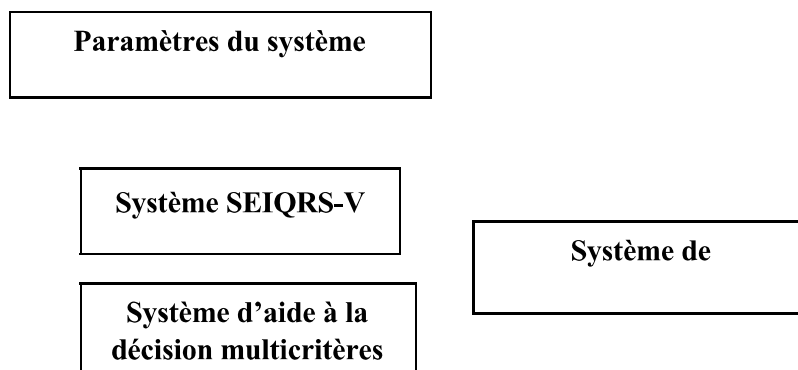 Paramètres du système
Système SEIQRS-V
Système de
Système d’aide à la
décision multicritères